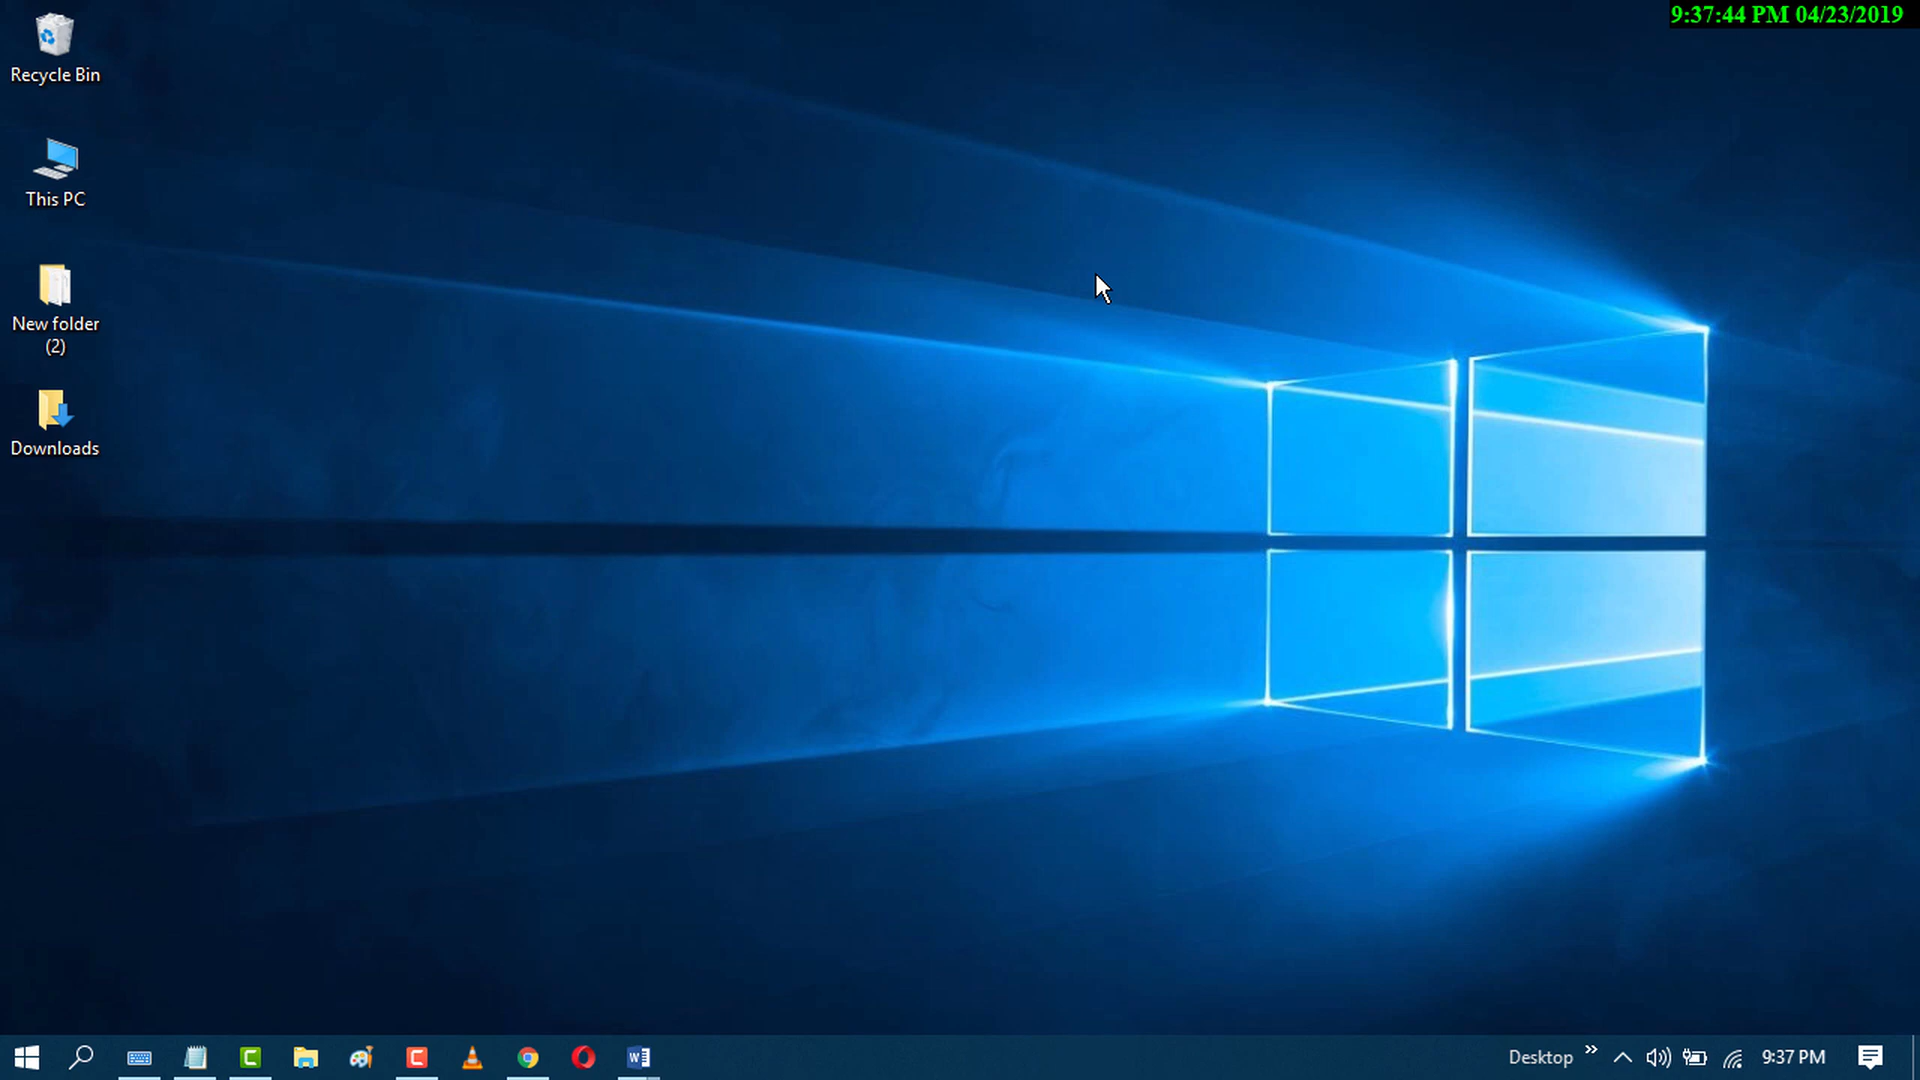 9:37:44 PM 04/23/2019
Recycle Bin
This PC
New folder
(2)
Downloads
Desktop
9:37 PM